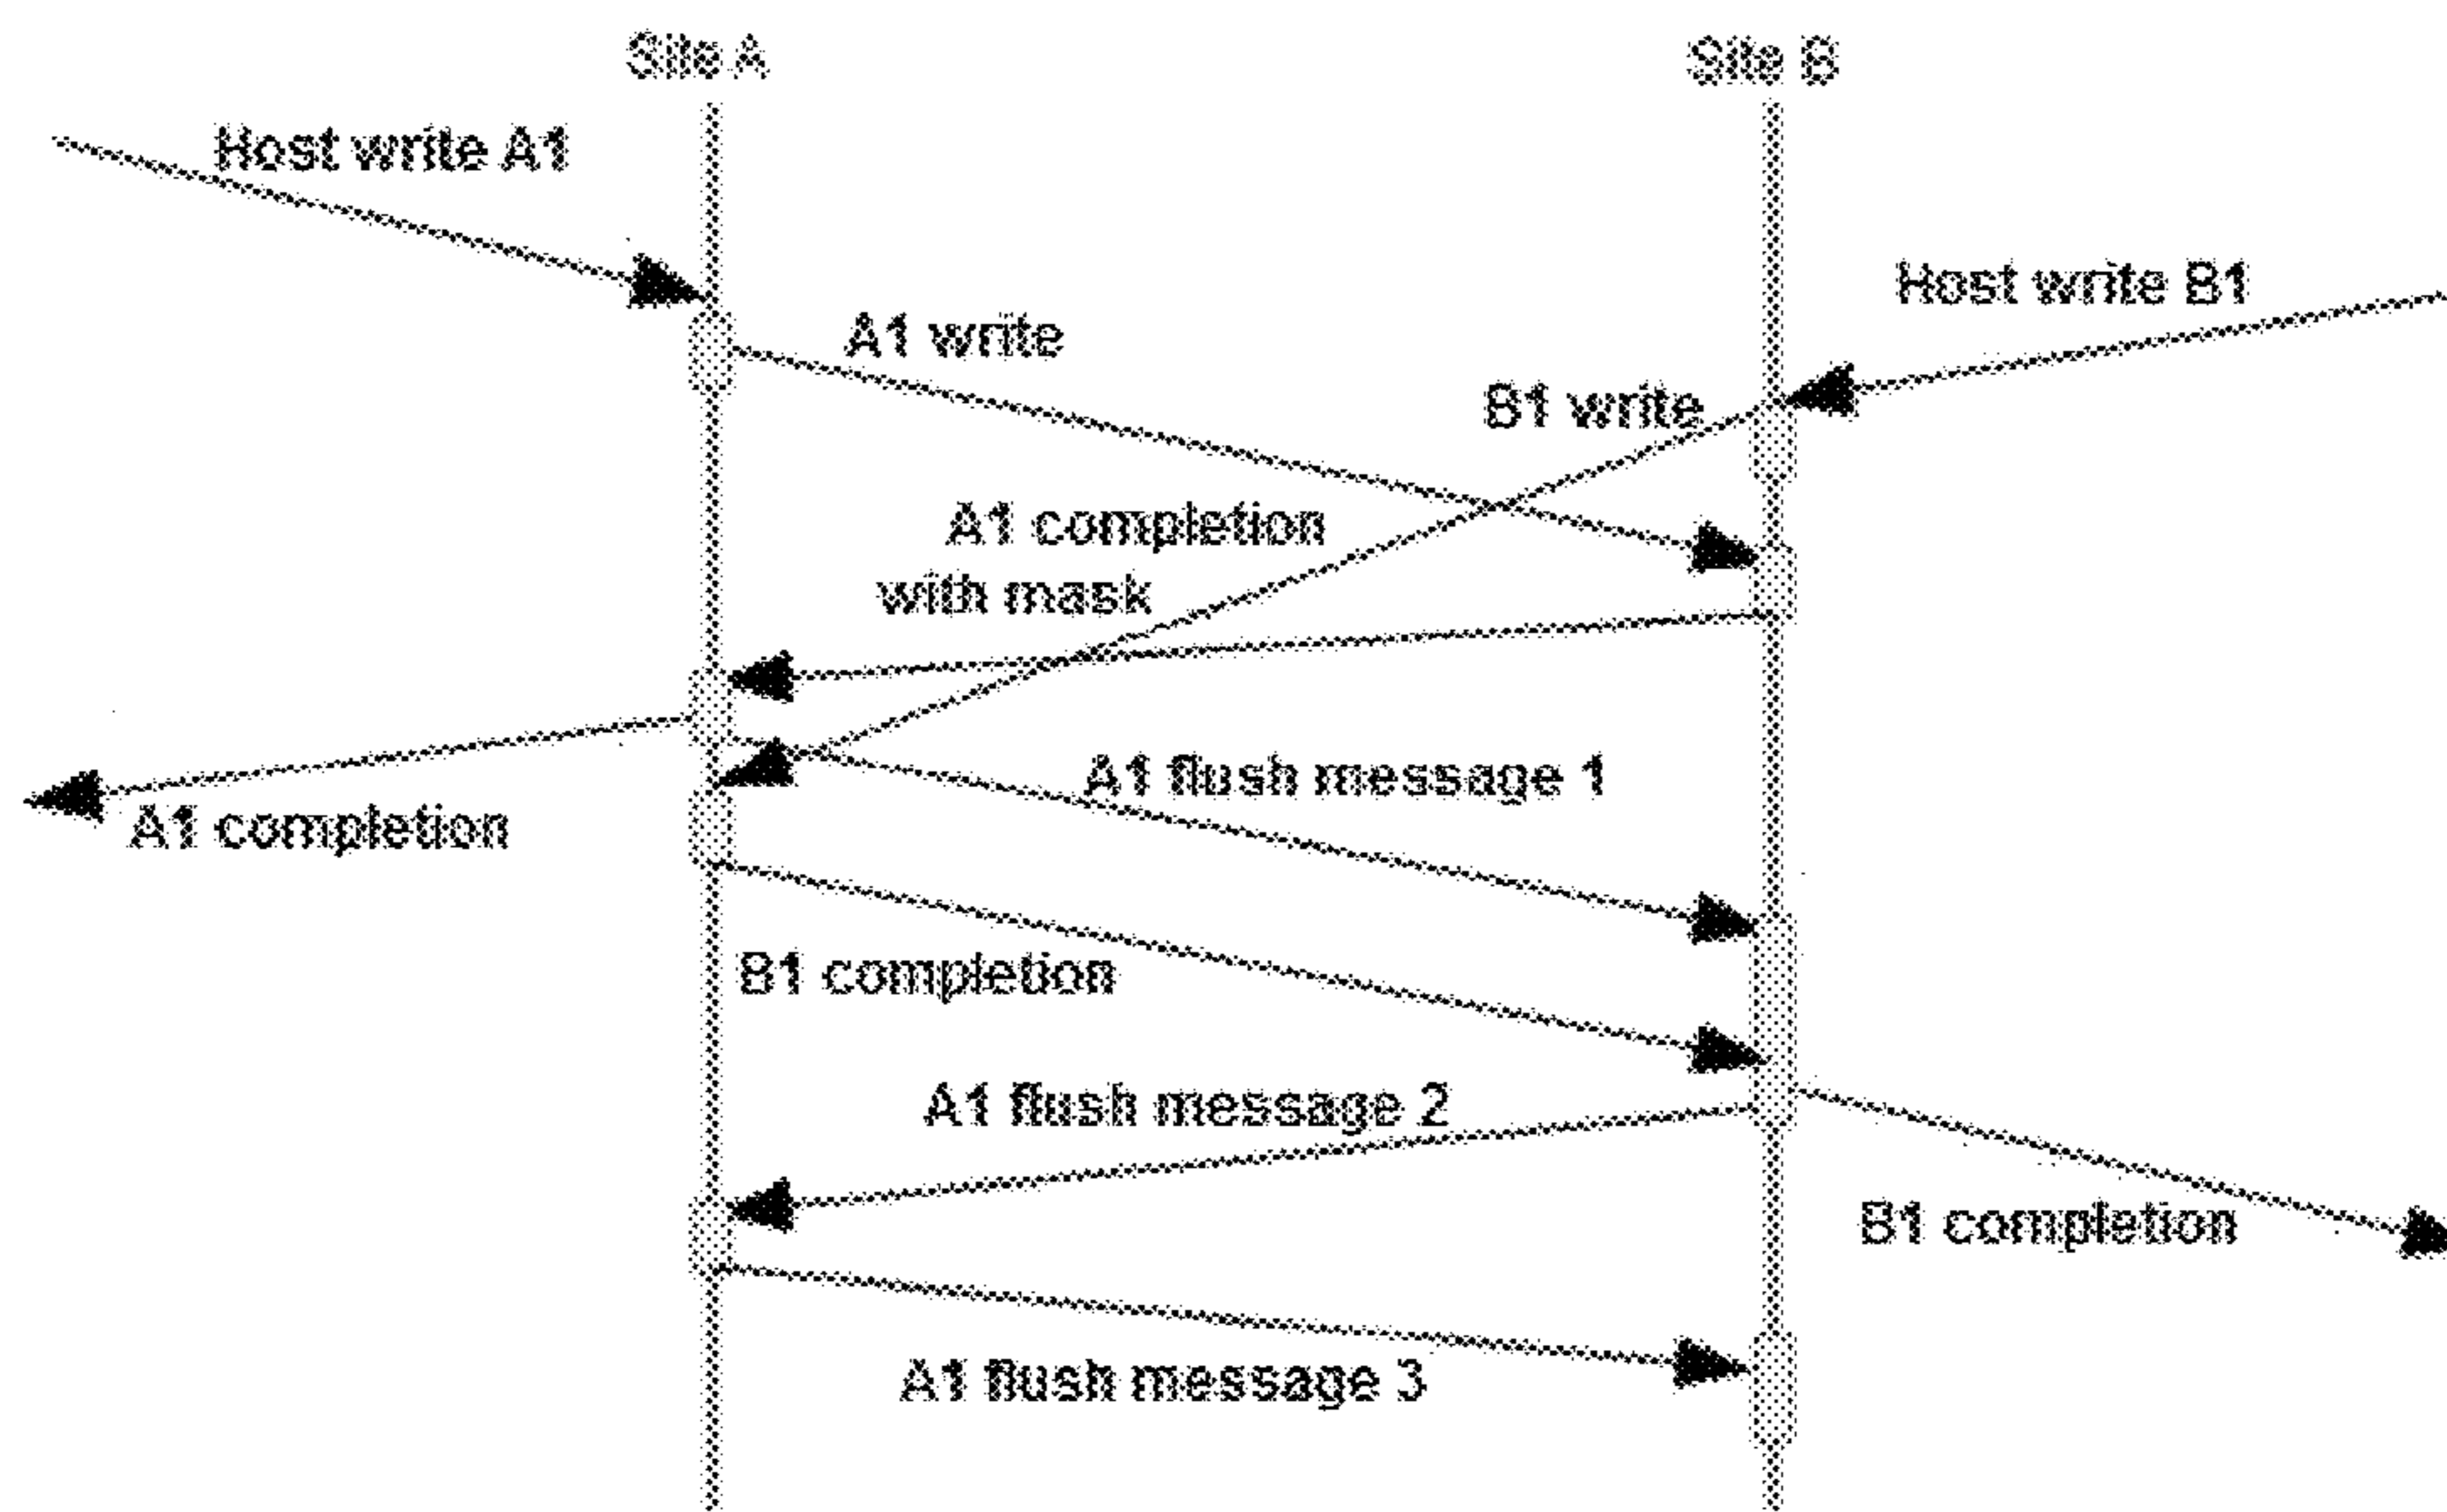 Site A
Site B
Host write A1
Host write B1
A1 write
B1 write
A1 completion
with mask
A1 flush message 1
A1 completion
B1 completion
A1 flush message 2
B1 completion
A1 flush message 3